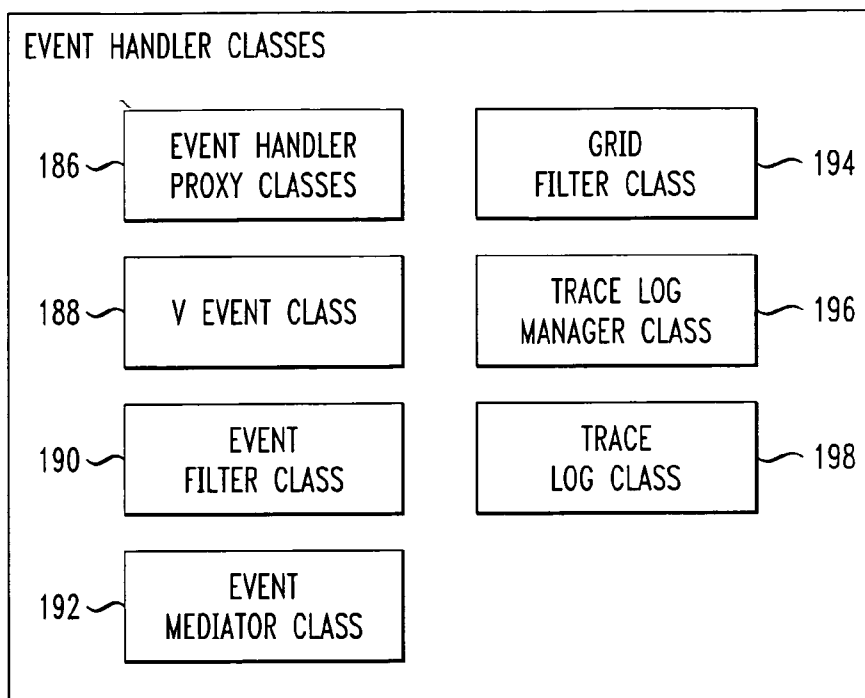 EVENT HANDLER CLASSES
186
EVENT HANDLER
PROXY CLASSES
188
V EVENT CLASS
190
EVENT
FILTER CLASS
192
EVENT
MEDIATOR CLASS
GRID
FILTER CLASS
194
TRACE LOG
MANAGER CLASS
196
TRACE
LOG CLASS
198